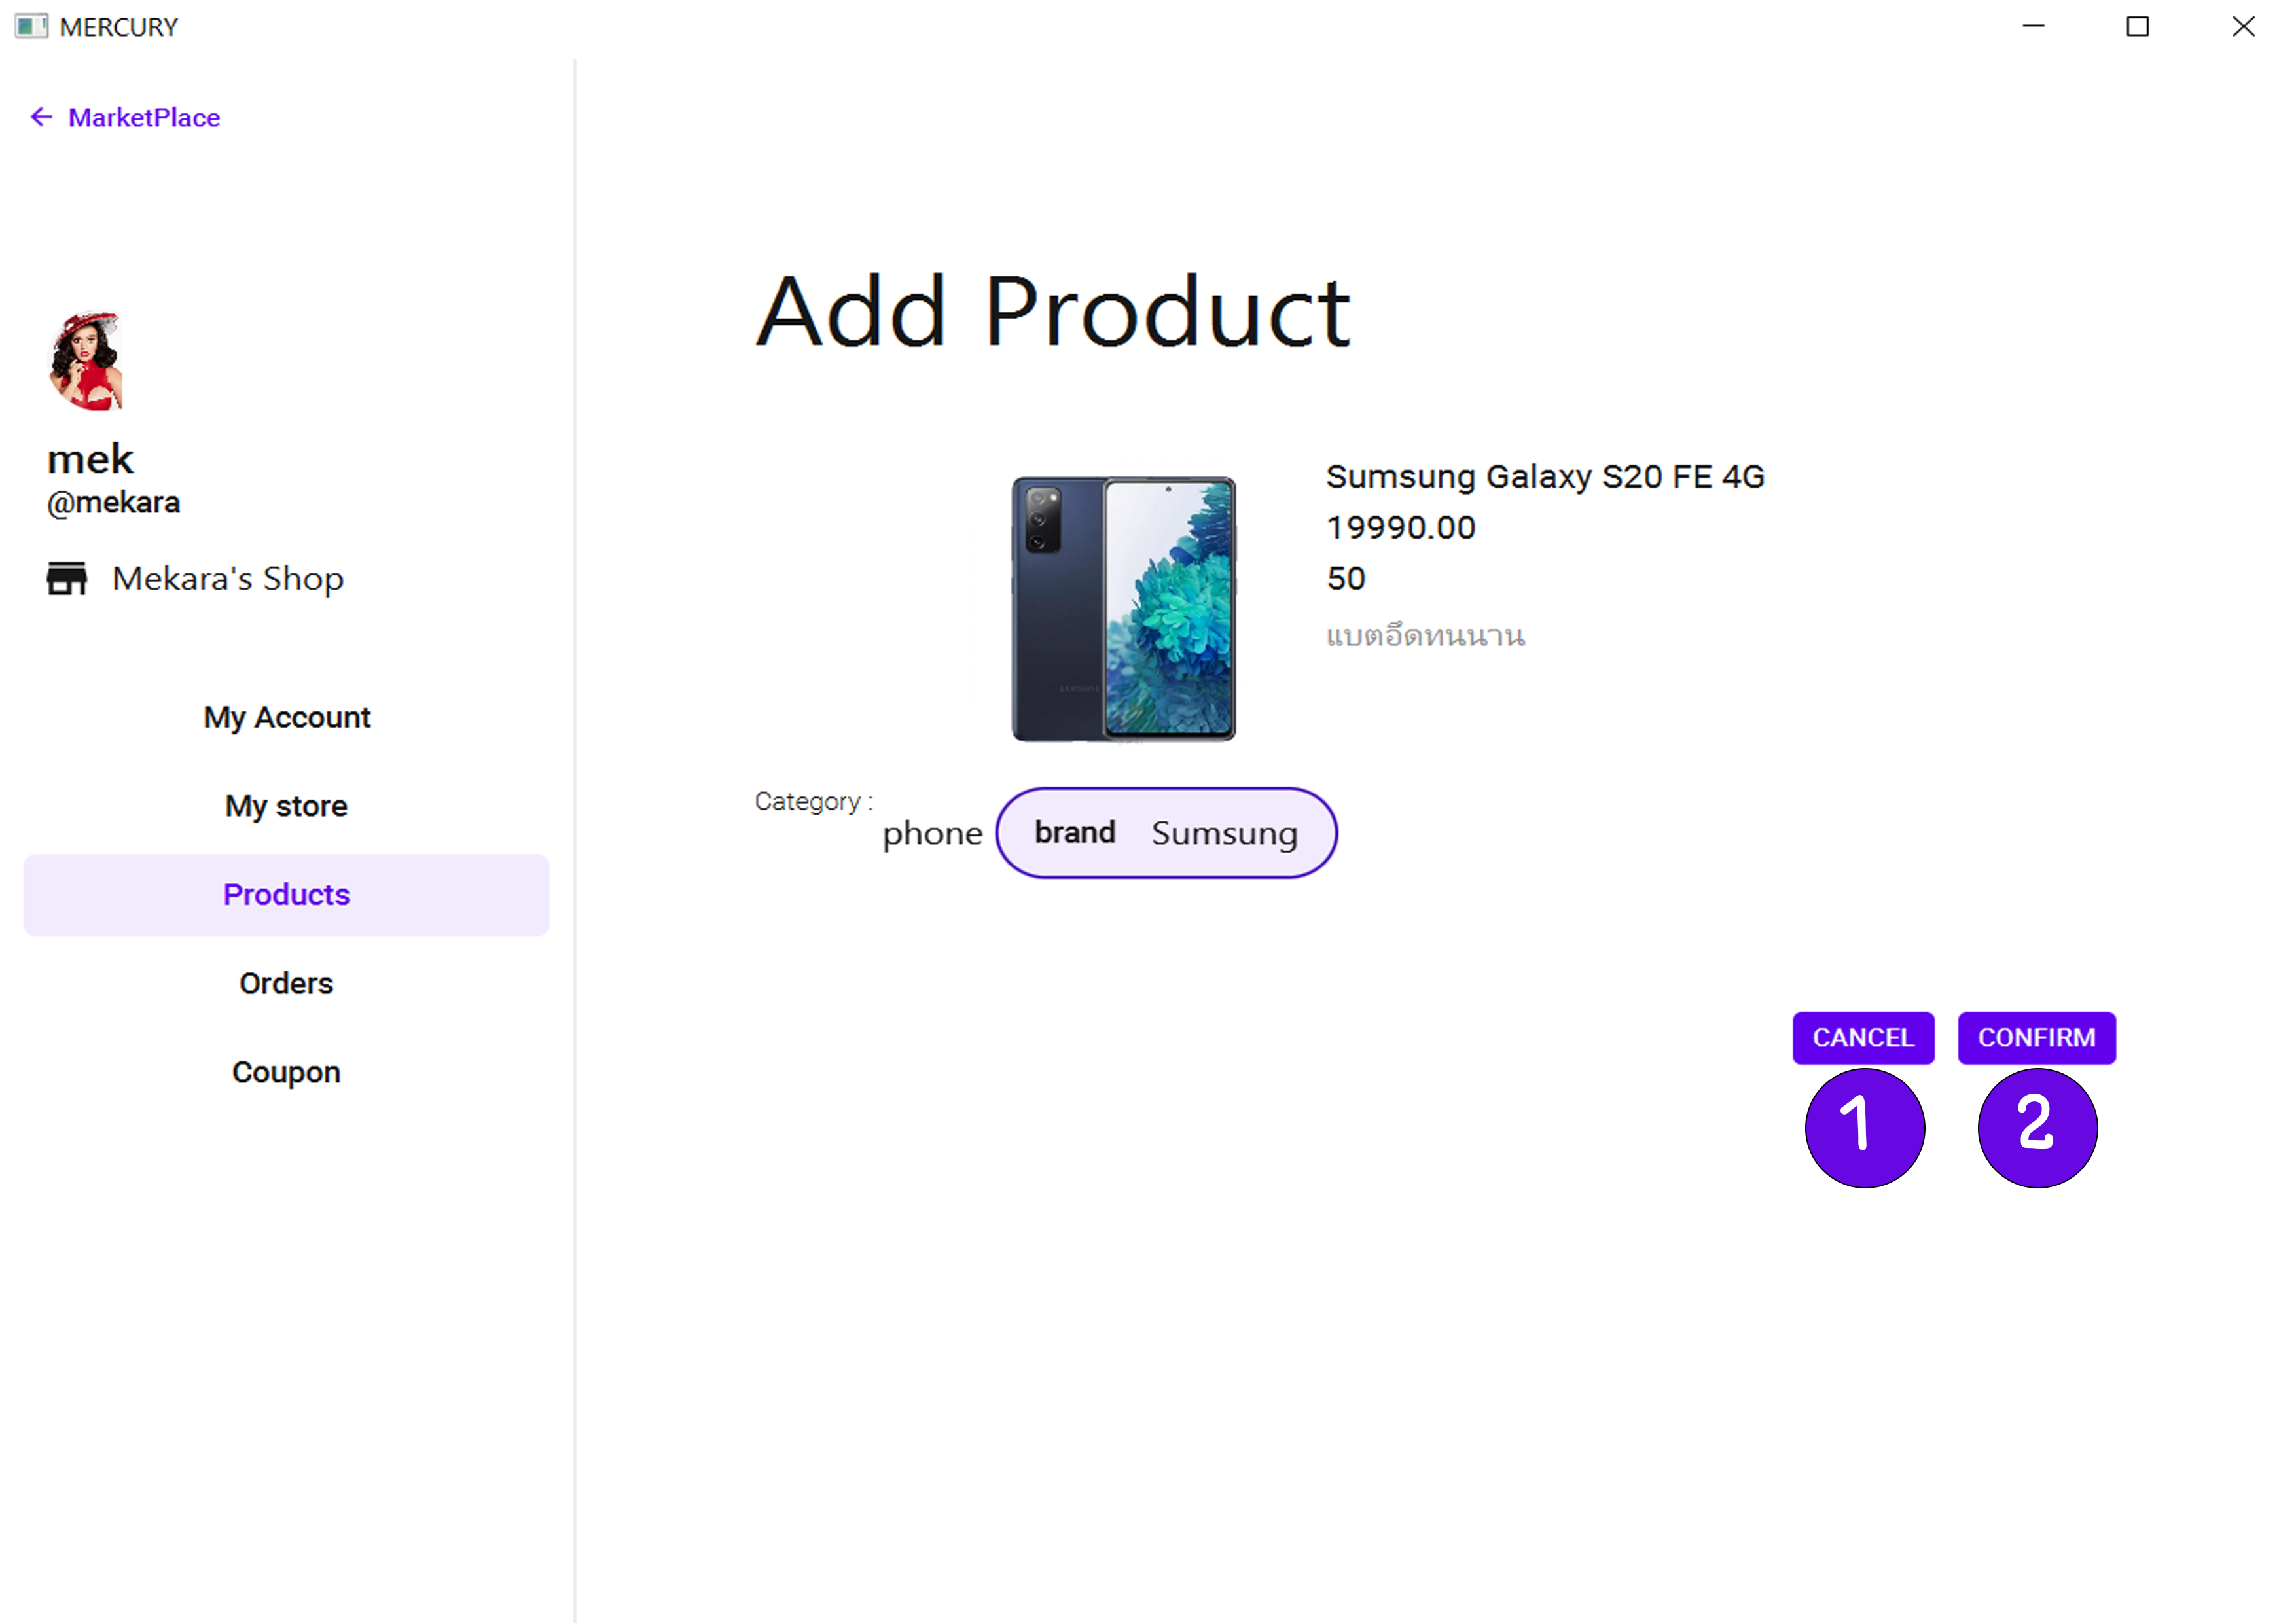 MERCURY
MarketPlace
mek
@mekara
Mekara's Shop
My Account
My store
Products
Orders
Coupon
Add Product
Sumsung Galaxy S20 FE 4G
19990.00
50
แบตอึดทนนาน
SAMSUNG
Category :
phone brand Sumsung
CANCEL CONFIRM
1 2